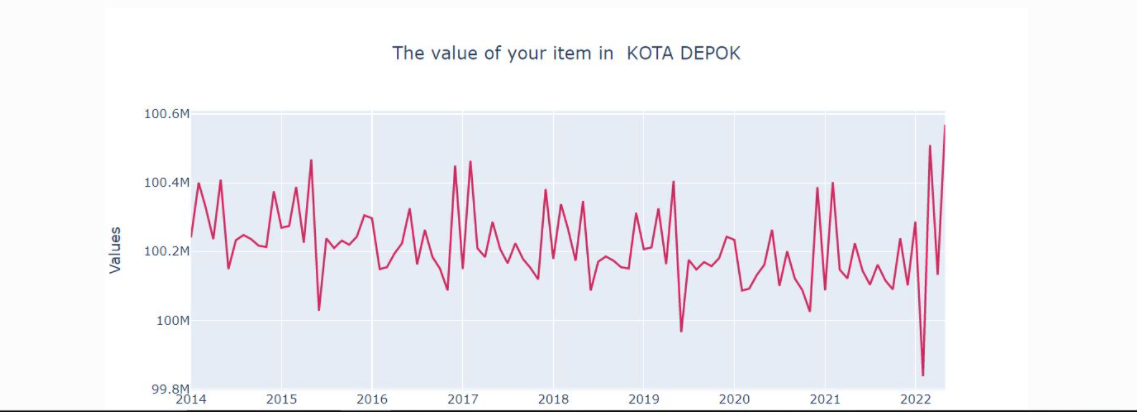 The value of your item in  KOTA DEPOK
100.6M
100.4M
Values
100.2M
100M
99.8M
2014 2015 2016 2017 2018 2019 2020 2021 2022